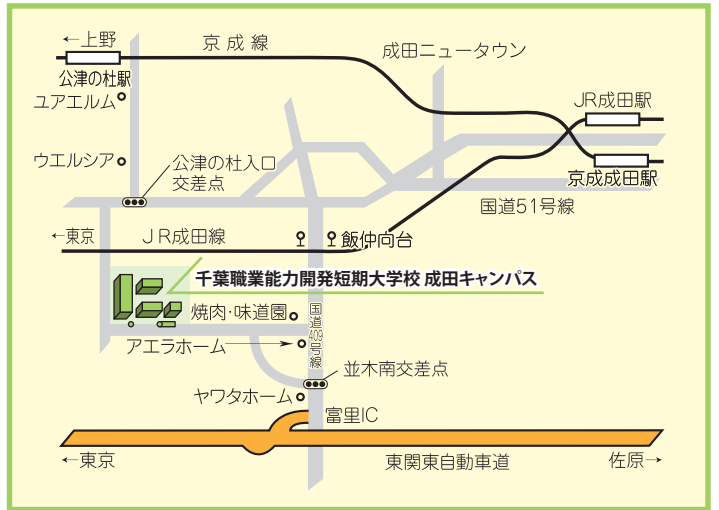 ←上野
京成線
成田ニュータウン
公津の杜駅
ユアエルム
JR成田駅
ウエルシア
公津の杜入口
交差点
京成成田駅
国道51号線
←東京
JR成田線
飯仲向台
千葉職業能力開発短期大学校 成田キャンパス
焼肉・味道園
国道409号線
アエラホーム
並木南交差点
ヤワタホーム
富里IC
←東京
東関東自動車道
佐原→